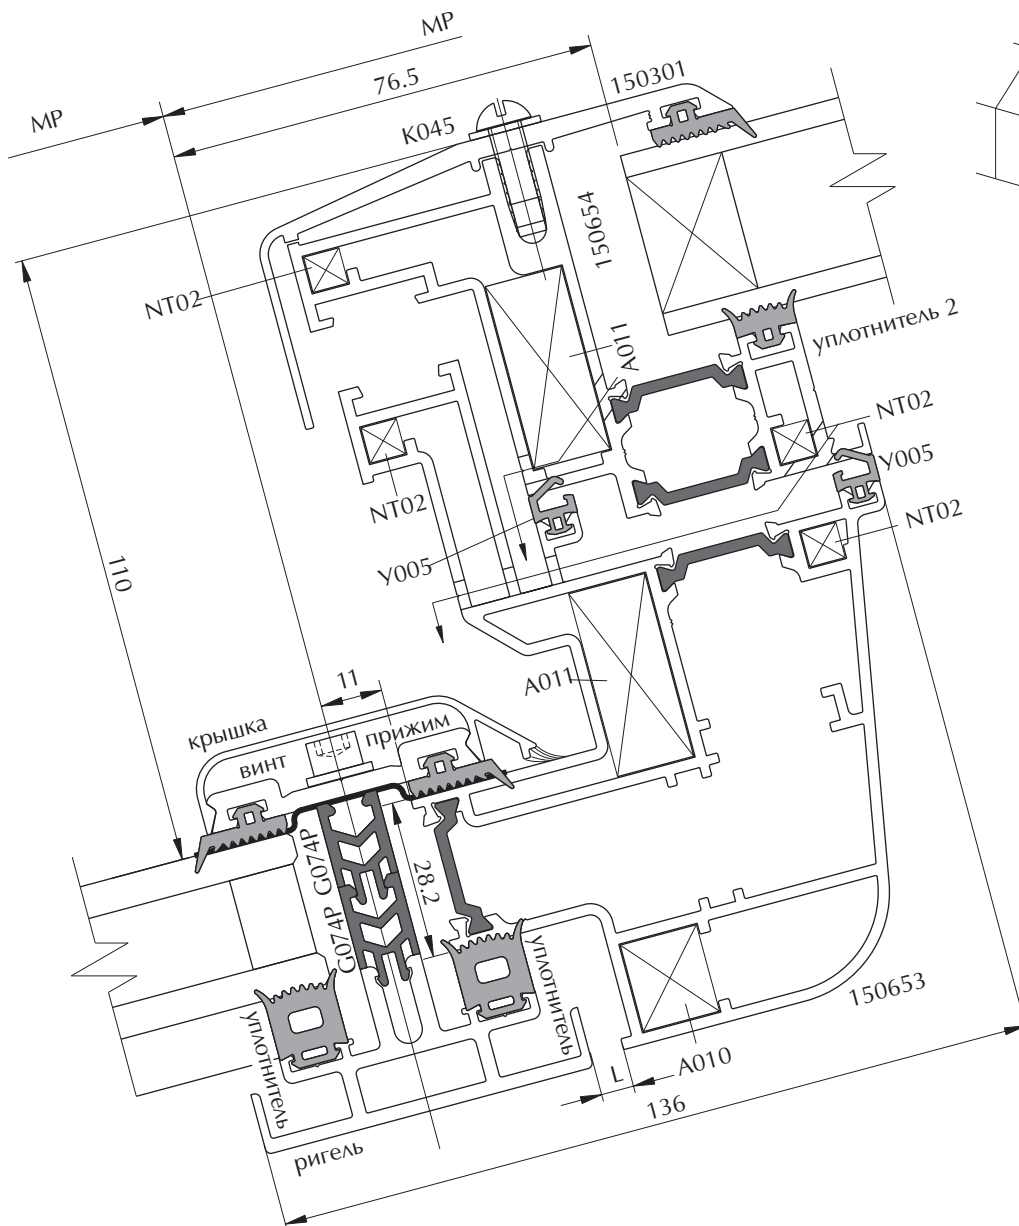 MP
76.5
150301
MP
K045
150654
NT02
уплотнитель 2
A011
NT02
Y005
NT02
NT02
110
Y005
11
A011
крышка
прижим
винт
G074P G074P
28.2
уплотнитель
уплотнитель
150653
L
A010
136
ригель